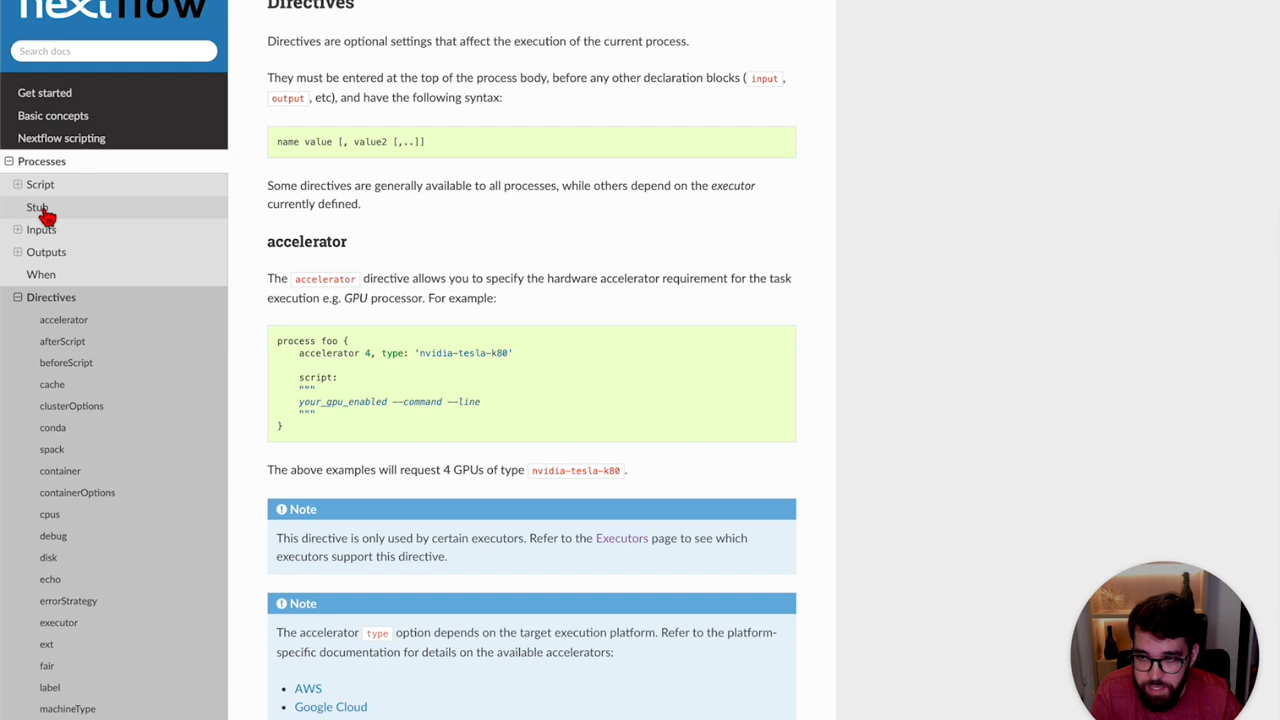 nextflow
Search docs
Get started
Basic concepts
Nextflow scripting
Processes
Script
Stub
Inputs
Outputs
When
Directives
accelerator
afterScript
beforeScript
cache
clusterOptions
conda
spack
container
containerOptions
cpus
debug
disk
echo
errorStrategy
executor
ext
fair
label
machineType
Directives
Directives are optional settings that affect the execution of the current process.
They must be entered at the top of the process body, before any other declaration blocks ( input ,
output , etc), and have the following syntax:
name value [, value2 [,..]]
Some directives are generally available to all processes, while others depend on the executor
currently defined.
accelerator
The accelerator directive allows you to specify the hardware accelerator requirement for the task
execution e.g. GPU processor. For example:
process foo {
accelerator 4, type: 'nvidia-tesla-k80'
script:
"""
your_gpu_enabled --command --line
"""
}
The above examples will request 4 GPUs of type nvidia-tesla-k80 .
Note
This directive is only used by certain executors. Refer to the Executors page to see which
executors support this directive.
Note
The accelerator type option depends on the target execution platform. Refer to the platform-
specific documentation for details on the available accelerators:
• AWS
• Google Cloud